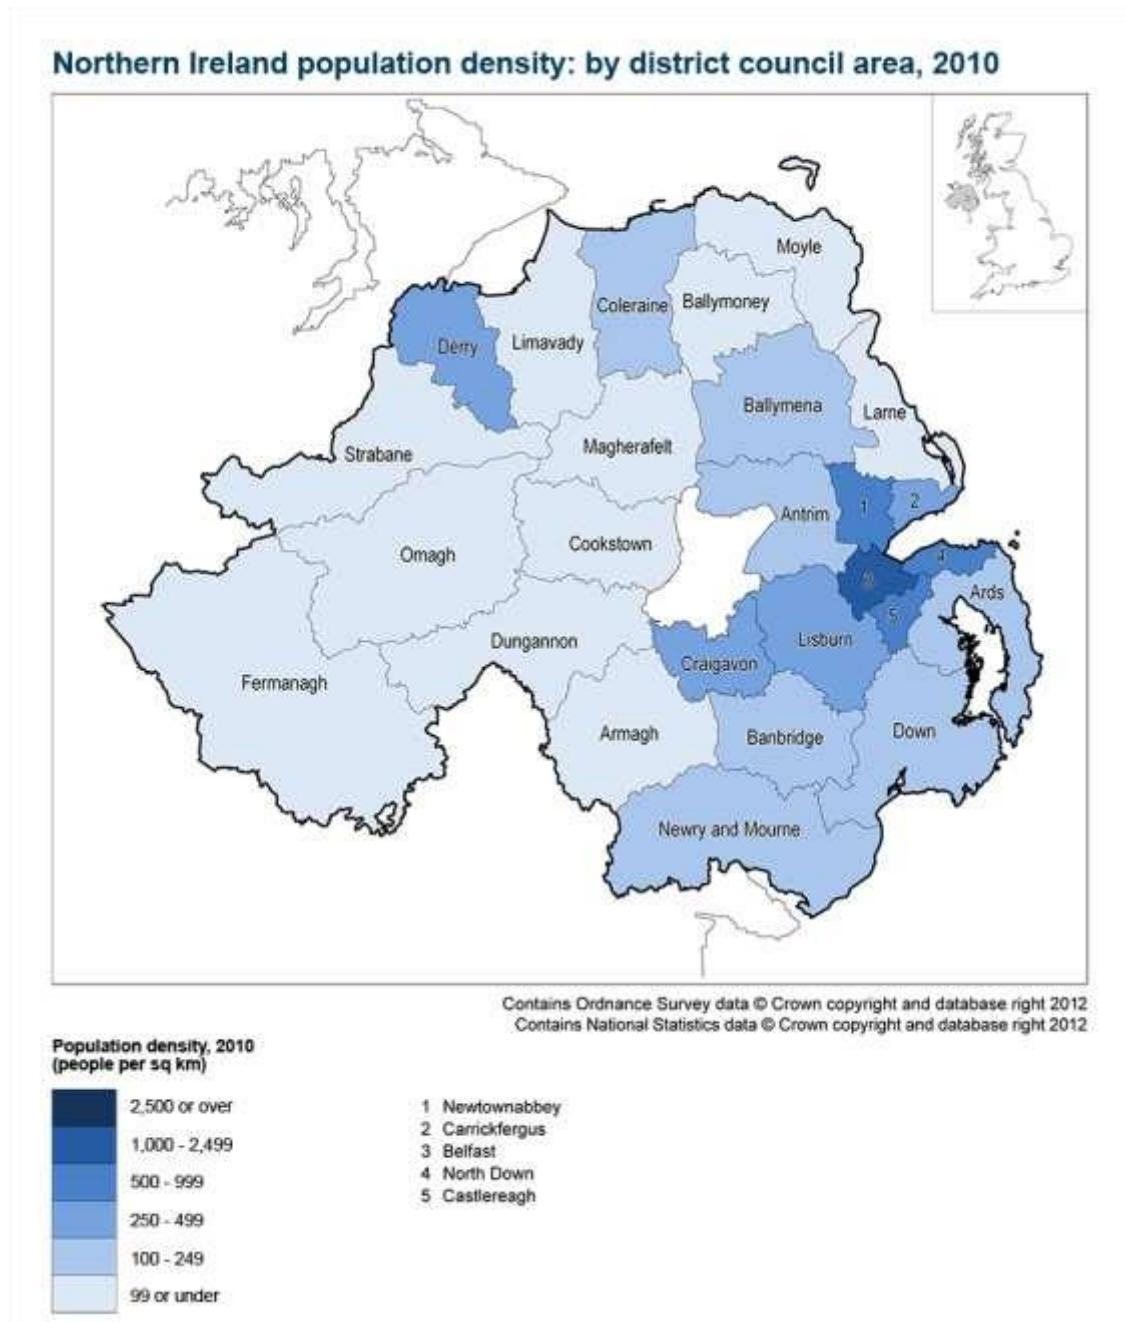 Northern Ireland population density: by district council area, 2010
Moyle
Coleraine
Ballymoney
Derry
Limavady
Ballymena
Larne
Magherafelt
Strabane
1
2
Antrim
Cookstown
Omagh
4
3
Ards
5
Dungannon
Lisburn
Craigavon
Fermanagh
Armagh
Banbridge
Down
Newry and Mourne
Contains Ordnance Survey data © Crown copyright and database right 2012
Contains National Statistics data © Crown copyright and database right 2012
Population density, 2010
(people per sq km)
2,500 or over
1,000 - 2,499
500 - 999
250 - 499
100 - 249
99 or under
1 Newtownabbey
2 Carrickfergus
3 Belfast
4 North Down
5 Castlereagh